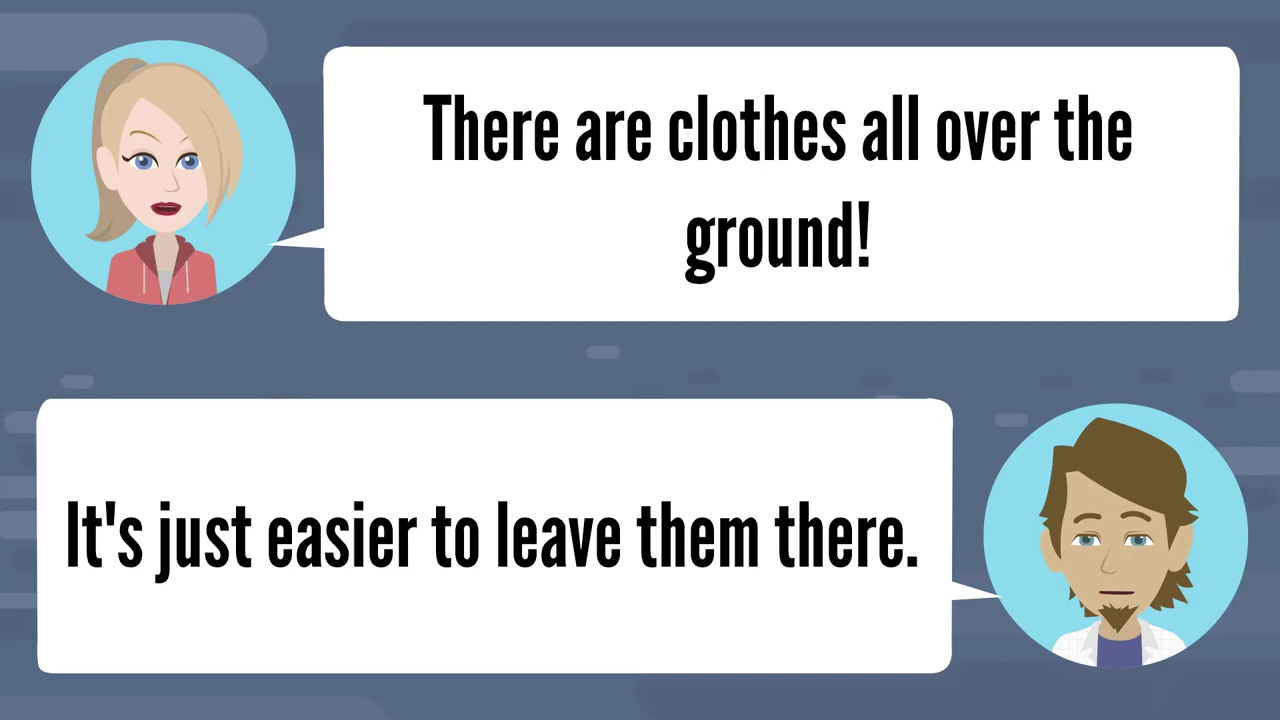 There are clothes all over the
ground!
It's just easier to leave them there.